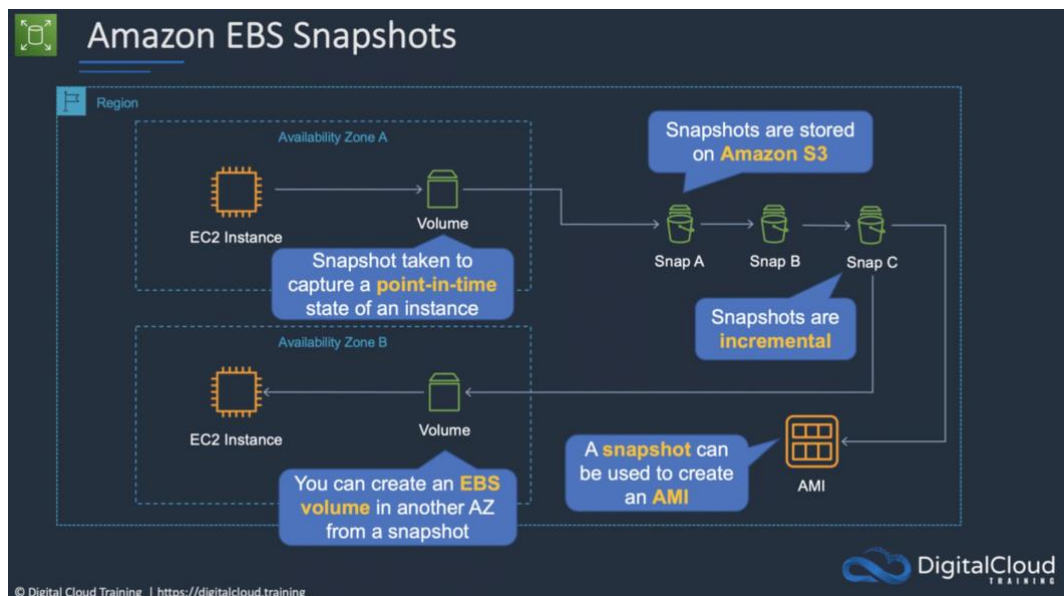 Amazon EBS Snapshots
Region
Availability Zone A
EC2 Instance
Volume
Snapshot taken to
capture a point-in-time
state of an instance
Snapshots are stored
on Amazon S3
Snap A
Snap B
Snap C
Snapshots are
incremental
Availability Zone B
EC2 Instance
Volume
You can create an EBS
volume in another AZ
from a snapshot
A snapshot can
be used to create
an AMI
AMI
DigitalCloud
TRAINING
© Digital Cloud Training | https://digitalcloud.training